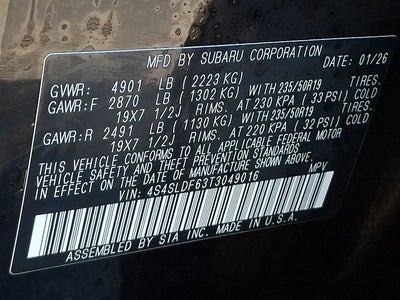 MFD BY SUBARU CORPORATION DATE: 01/26
GVWR: 4901 LB (2223 KG)
GAWR:F 2870 LB (1302 KG) WITH 235/50R19 TIRES.
19X7 1/2J RIMS. AT 230 KPA (33 PSI) COLD
GAWR:R 2491 LB (1130 KG) WITH 235/50R19 TIRES.
19X7 1/2J RIMS. AT 220 KPA (32 PSI) COLD
THIS VEHICLE CONFORMS TO ALL APPLICABLE FEDERAL MOTOR
VEHICLE SAFETY AND THEFT PREVENTION STANDARDS
IN EFFECT ON THE DATE OF MANUFACTURE SHOWN ABOVE.
VIN: 4S4SLDF63T3049016 MPV
ASSEMBLED BY SIA INC. MADE IN U.S.A.